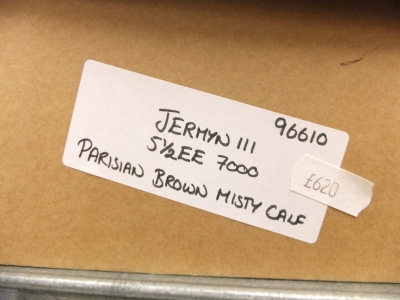 96610
JERMYN III
5½EE 7000
PARISIAN BROWN MISTY CALF
£620